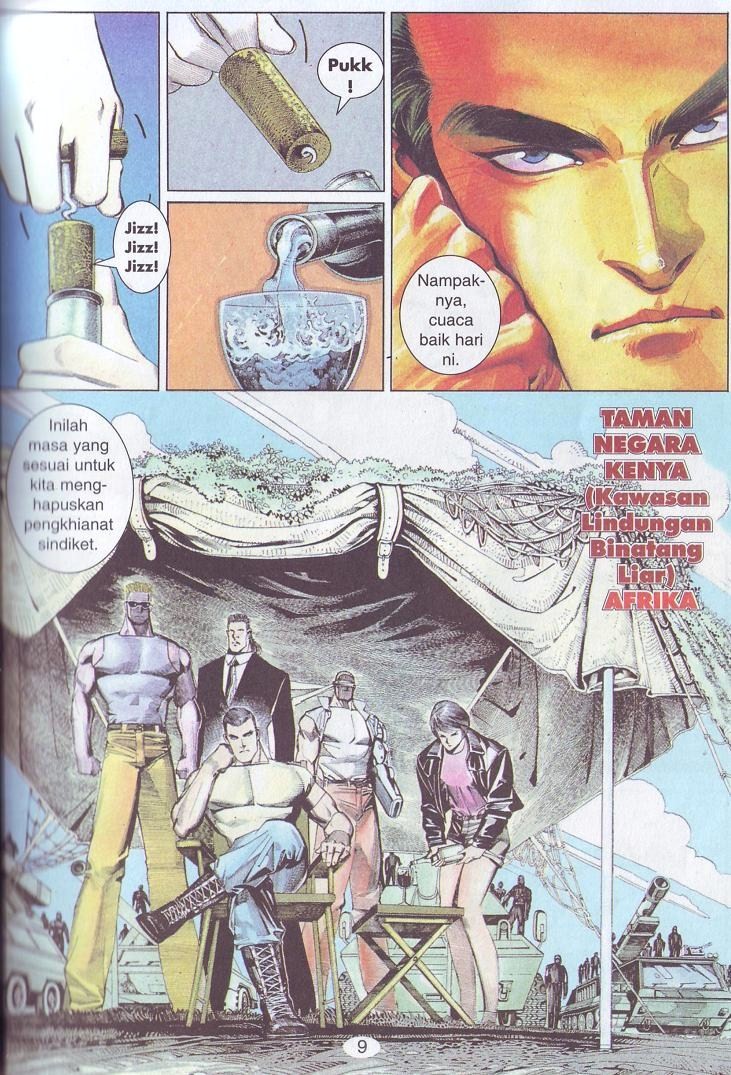 Jizz!
Jizz!
Jizz!
Pukk
!
Nampak-
nya,
cuaca
baik hari
ni.
Inilah
masa yang
sesuai untuk
kita meng-
hapuskan
pengkhianat
sindiket.
TAMAN
NEGARA
KENYA
(Kawasan
Lindungan
Binatang
Liar)
AFRIKA
9